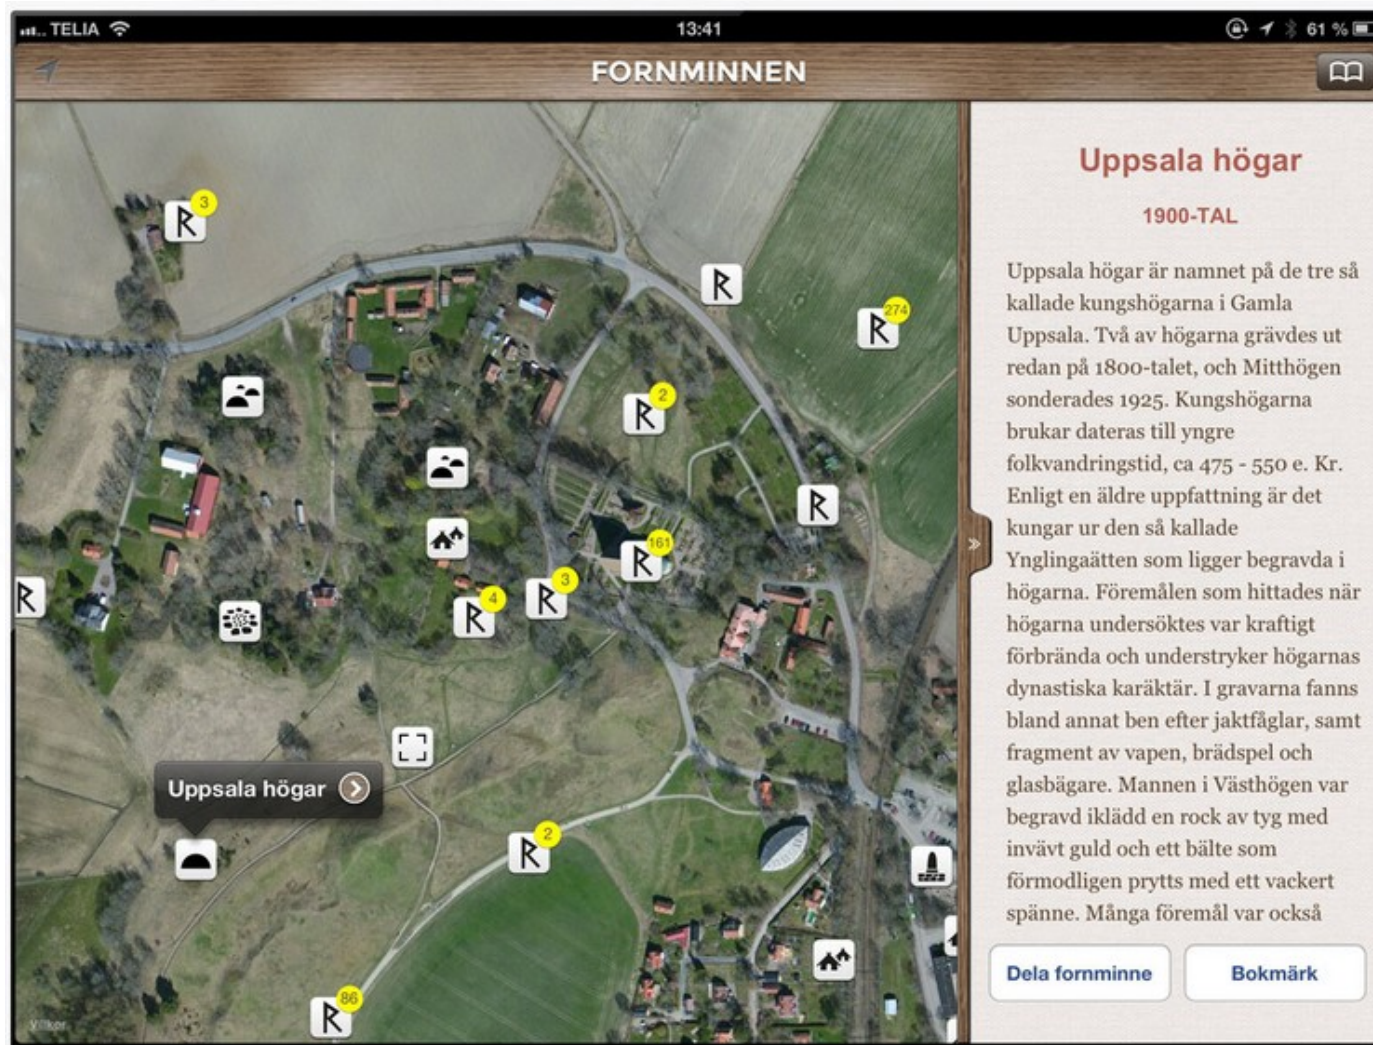 TELIA
13:41
61 %
FORNMINNEN
3
274
2
161
3
4
Uppsala högar
2
86
Villkor
Uppsala högar
1900-TAL
Uppsala högar är namnet på de tre så
kallade kungshögarna i Gamla
Uppsala. Två av högarna grävdes ut
redan på 1800-talet, och Mitthögen
sonderades 1925. Kungshögarna
brukar dateras till yngre
folkvandringstid, ca 475 - 550 e. Kr.
Enligt en äldre uppfattning är det
kungar ur den så kallade
Ynglingaätten som ligger begravda i
högarna. Föremålen som hittades när
högarna undersöktes var kraftigt
förbrända och understryker högarnas
dynastiska karäktär. I gravarna fanns
bland annat ben efter jaktfåglar, samt
fragment av vapen, brädspel och
glasbägare. Mannen i Västhögen var
begravd iklädd en rock av tyg med
invävt guld och ett bälte som
förmodligen prytts med ett vackert
spänne. Många föremål var också
Dela fornminne
Bokmärk